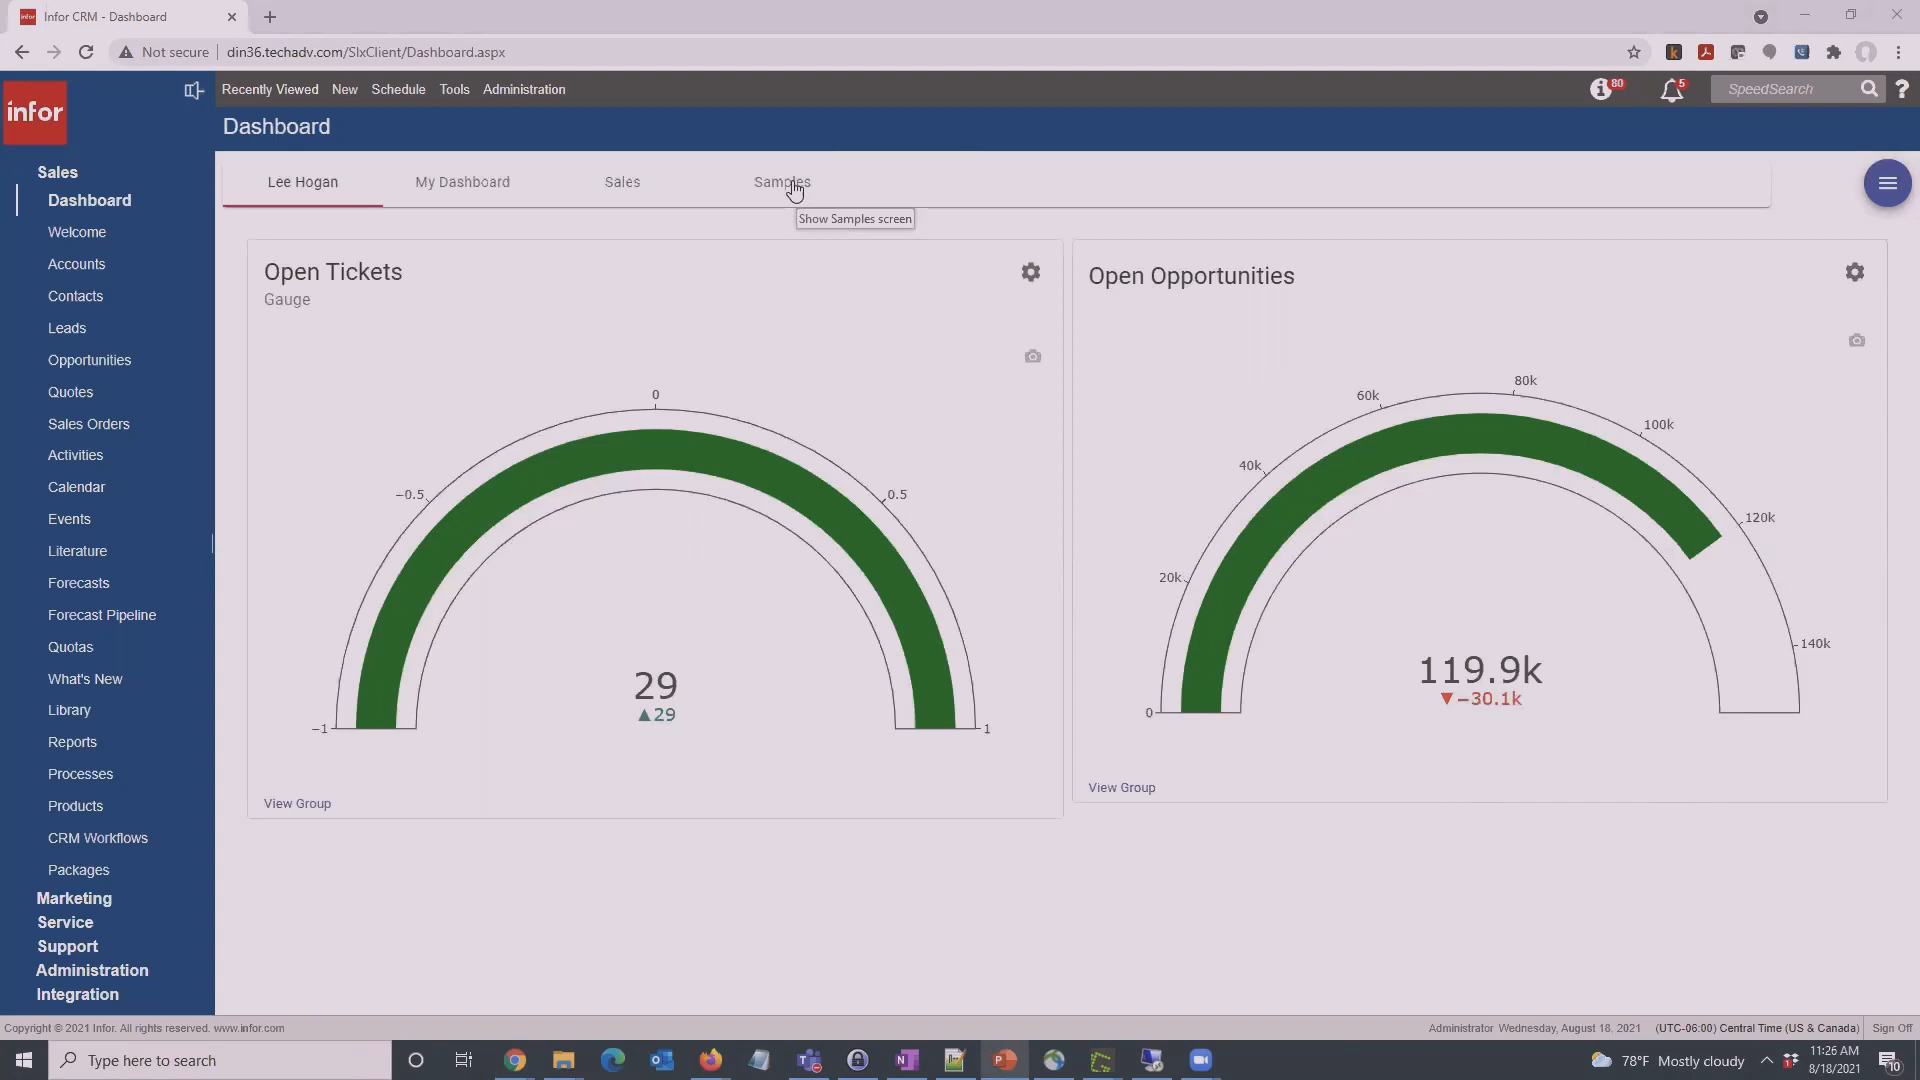 Infor CRM - Dashboard
Not secure
din36.techadv.com/SlxClient/Dashboard.aspx
infor
Recently Viewed New Schedule Tools Administration
80
5
SpeedSearch
?
Dashboard
Lee Hogan My Dashboard Sales Samples
Show Samples screen
Sales
Dashboard
Welcome
Accounts
Contacts
Leads
Opportunities
Quotes
Sales Orders
Activities
Calendar
Events
Literature
Forecasts
Forecast Pipeline
Quotas
What's New
Library
Reports
Processes
Products
CRM Workflows
Packages
Marketing
Service
Support
Administration
Integration
Open Tickets
Gauge
−1
−0.5
0
0.5
1
29
▲29
View Group
Open Opportunities
0
20k
40k
60k
80k
100k
120k
140k
119.9k
▼−30.1k
View Group
Copyright © 2021 Infor. All rights reserved. www.infor.com
Administrator Wednesday, August 18, 2021 (UTC-06:00) Central Time (US & Canada) Sign Off
Type here to search
78°F Mostly cloudy
11:26 AM
8/18/2021
10